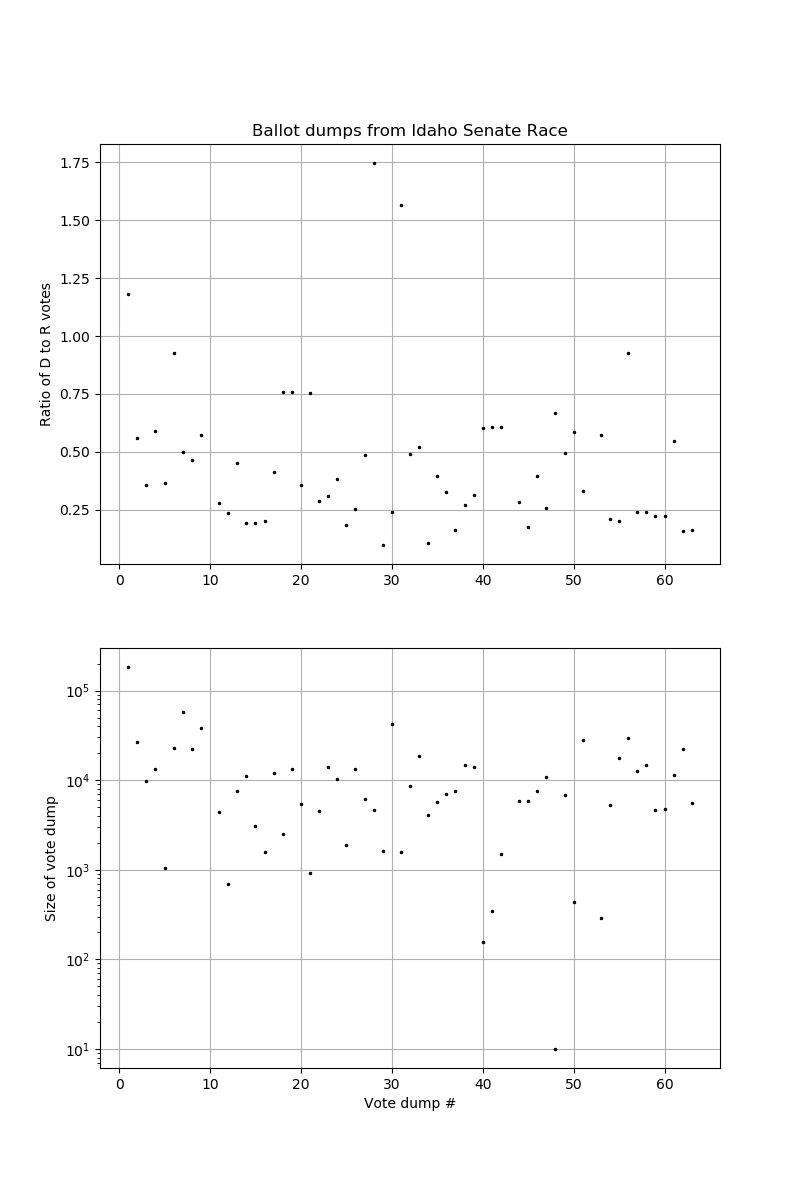 Ballot dumps from Idaho Senate Race
Ratio of D to R votes
1.75
1.50
1.25
1.00
0.75
0.50
0.25
0 10 20 30 40 50 60
Size of vote dump
10⁵
10⁴
10³
10²
10¹
0 10 20 30 40 50 60
Vote dump #